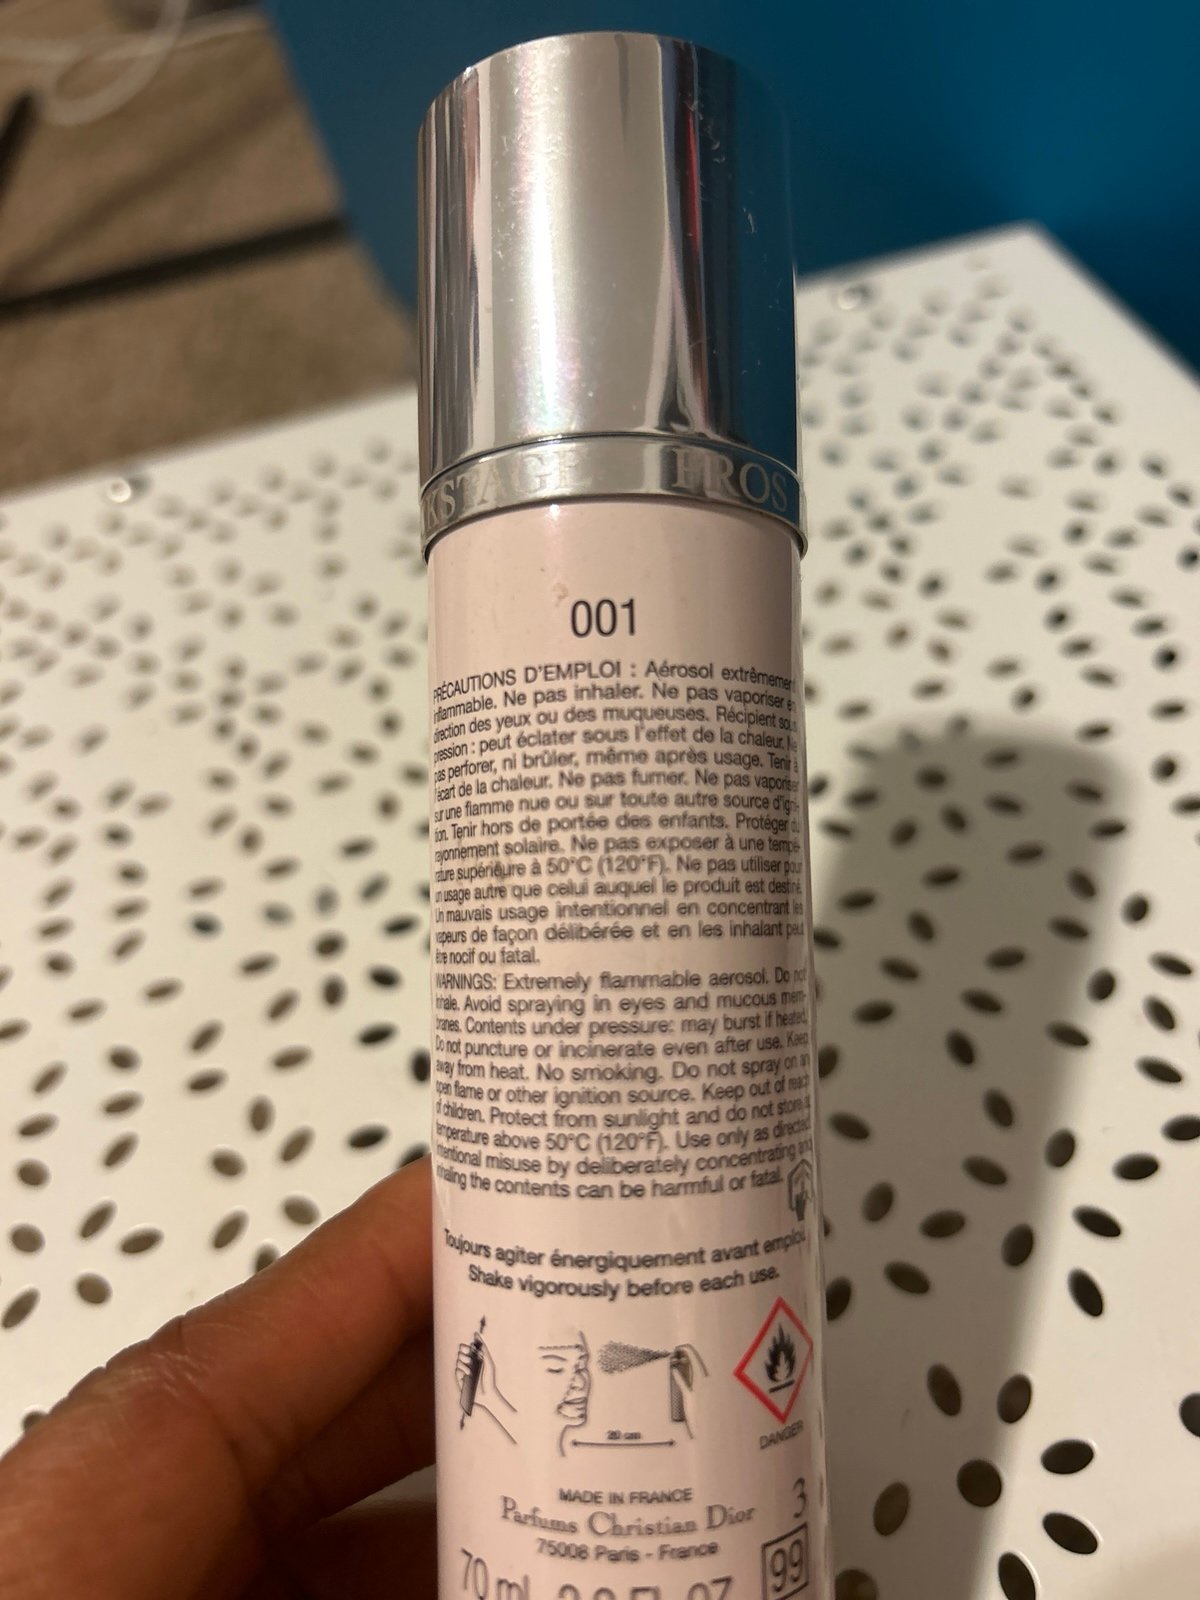 KSTAGE PROS
001
PRÉCAUTIONS D'EMPLOI : Aérosol extrêmement
inflammable. Ne pas inhaler. Ne pas vaporiser en
direction des yeux ou des muqueuses. Récipient sous
pression : peut éclater sous l'effet de la chaleur. Ne
pas perforer, ni brûler, même après usage. Tenir à
l'écart de la chaleur. Ne pas fumer. Ne pas vaporiser
sur une flamme nue ou sur toute autre source d'igni-
tion. Tenir hors de portée des enfants. Protéger du
rayonnement solaire. Ne pas exposer à une tempé-
rature supérieure à 50°C (120°F). Ne pas utiliser pour
un usage autre que celui auquel le produit est destiné.
Un mauvais usage intentionnel en concentrant les
vapeurs de façon délibérée et en les inhalant peut
être nocif ou fatal.
WARNINGS: Extremely flammable aerosol. Do not
inhale. Avoid spraying in eyes and mucous mem-
branes. Contents under pressure: may burst if heated.
Do not puncture or incinerate even after use. Keep
away from heat. No smoking. Do not spray on an
open flame or other ignition source. Keep out of reach
of children. Protect from sunlight and do not store at
temperature above 50°C (120°F). Use only as directed
intentional misuse by deliberately concentrating and
inhaling the contents can be harmful or fatal.
Toujours agiter énergiquement avant emploi.
Shake vigorously before each use.
20 cm
DANGER
MADE IN FRANCE
Parfums Christian Dior
75008 Paris - France
3
99
70 ml Fl. OZ